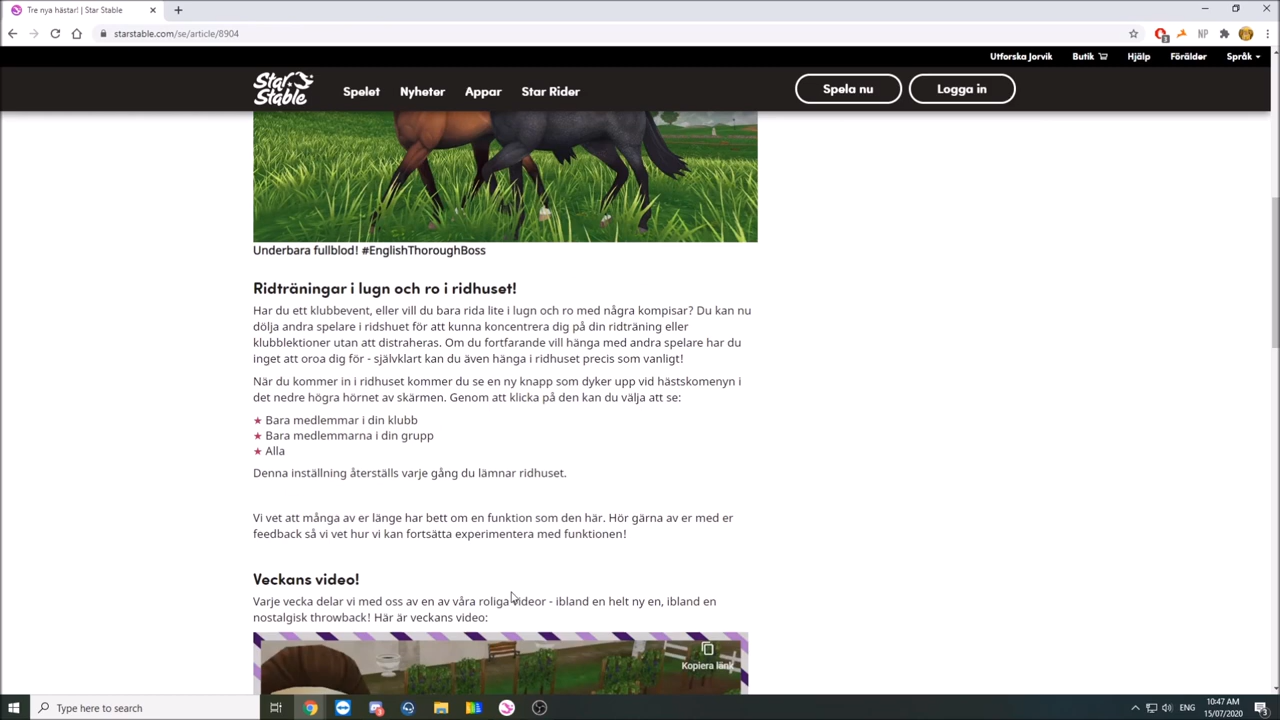 Tre nya hästar! | Star Stable
starstable.com/se/article/8904
NP
Utforska Jorvik Butik Hjälp Förälder Språk
Star Stable
Spelet Nyheter Appar Star Rider Spela nu Logga in
Underbara fullblod! #EnglishThoroughBoss
Ridträningar i lugn och ro i ridhuset!
Har du ett klubbevent, eller vill du bara rida lite i lugn och ro med några kompisar? Du kan nu
dölja andra spelare i ridshuet för att kunna koncentrera dig på din ridträning eller
klubblektioner utan att distraheras. Om du fortfarande vill hänga med andra spelare har du
inget att oroa dig för - självklart kan du även hänga i ridhuset precis som vanligt!
När du kommer in i ridhuset kommer du se en ny knapp som dyker upp vid hästskomenyn i
det nedre högra hörnet av skärmen. Genom att klicka på den kan du välja att se:
★ Bara medlemmar i din klubb
★ Bara medlemmarna i din grupp
★ Alla
Denna inställning återställs varje gång du lämnar ridhuset.
Vi vet att många av er länge har bett om en funktion som den här. Hör gärna av er med er
feedback så vi vet hur vi kan fortsätta experimentera med funktionen!
Veckans video!
Varje vecka delar vi med oss av en av våra roliga videor - ibland en helt ny en, ibland en
nostalgisk throwback! Här är veckans video:
Kopiera länk
Type here to search
ENG
10:47 AM
15/07/2020
3